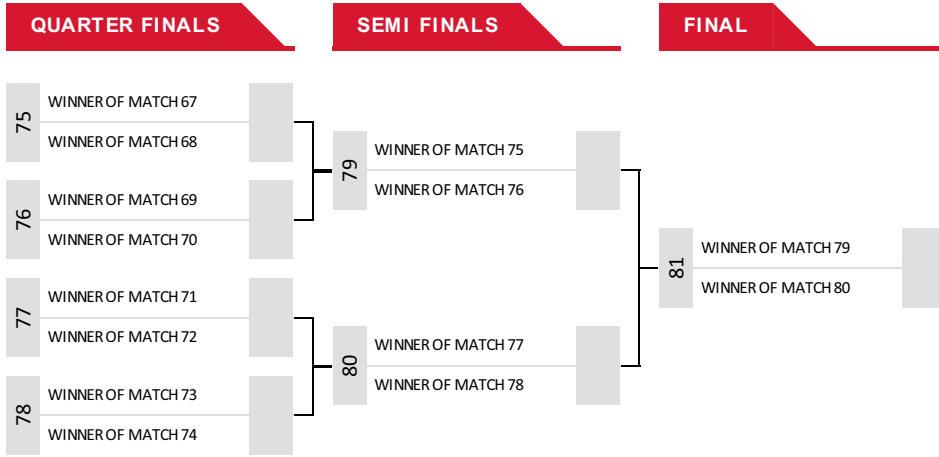 QUARTER FINALS
SEMI FINALS
FINAL
75
WINNER OF MATCH 67
WINNER OF MATCH 68
76
WINNER OF MATCH 69
WINNER OF MATCH 70
77
WINNER OF MATCH 71
WINNER OF MATCH 72
78
WINNER OF MATCH 73
WINNER OF MATCH 74
79
WINNER OF MATCH 75
WINNER OF MATCH 76
80
WINNER OF MATCH 77
WINNER OF MATCH 78
81
WINNER OF MATCH 79
WINNER OF MATCH 80